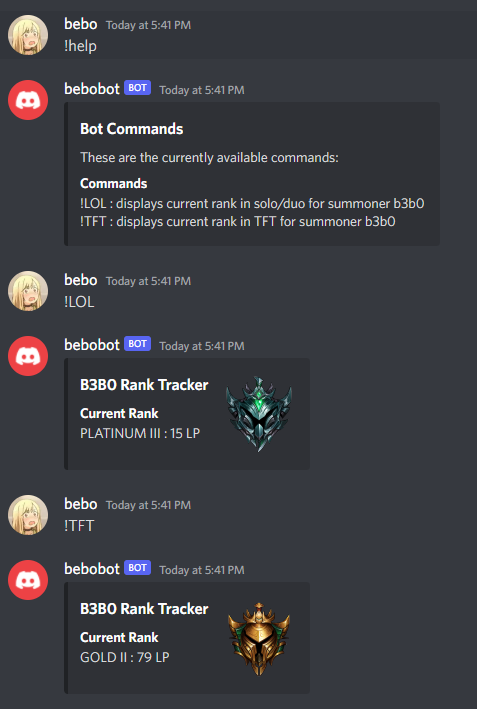 bebo Today at 5:41 PM
!help
bebobot BOT Today at 5:41 PM
Bot Commands
These are the currently available commands:
Commands
!LOL : displays current rank in solo/duo for summoner b3b0
!TFT : displays current rank in TFT for summoner b3b0
bebo Today at 5:41 PM
!LOL
bebobot BOT Today at 5:41 PM
B3B0 Rank Tracker
Current Rank
PLATINUM III : 15 LP
bebo Today at 5:41 PM
!TFT
bebobot BOT Today at 5:41 PM
B3B0 Rank Tracker
Current Rank
GOLD II : 79 LP